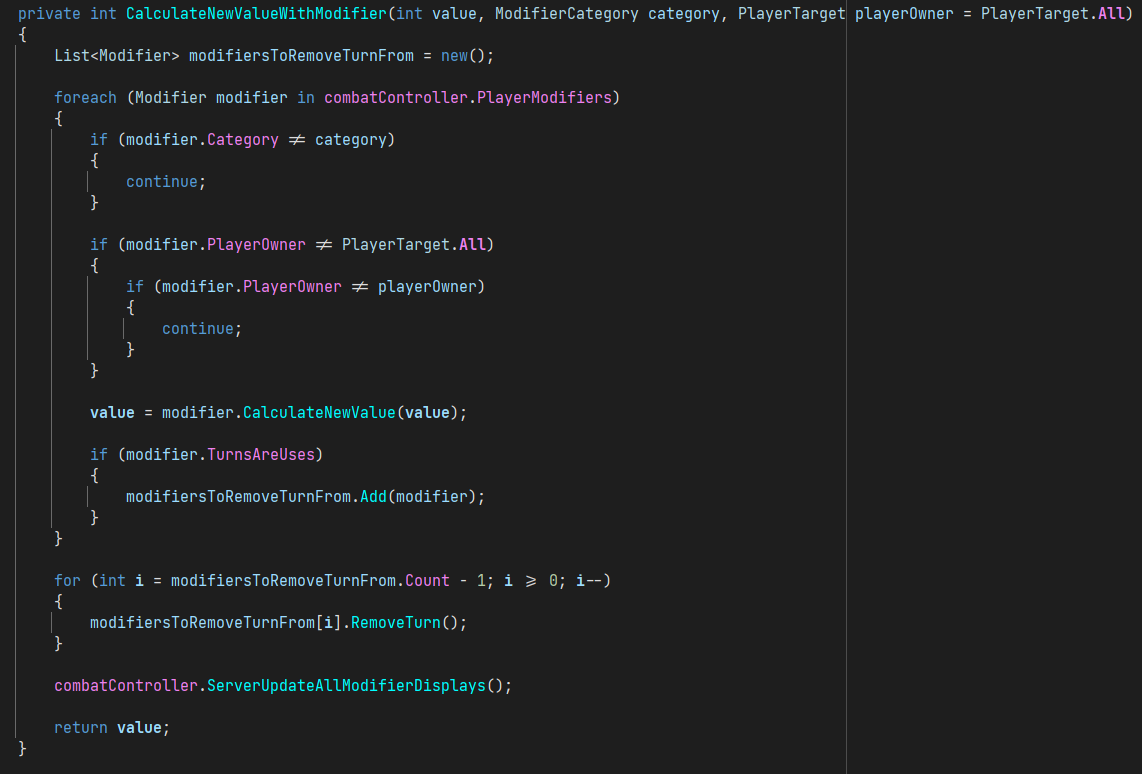 private int CalculateNewValueWithModifier(int value, ModifierCategory category, PlayerTarget playerOwner = PlayerTarget.All)
{
    List<Modifier> modifiersToRemoveTurnFrom = new();

    foreach (Modifier modifier in combatController.PlayerModifiers)
    {
        if (modifier.Category ≠ category)
        {
            continue;
        }

        if (modifier.PlayerOwner ≠ PlayerTarget.All)
        {
            if (modifier.PlayerOwner ≠ playerOwner)
            {
                continue;
            }
        }

        value = modifier.CalculateNewValue(value);

        if (modifier.TurnsAreUses)
        {
            modifiersToRemoveTurnFrom.Add(modifier);
        }
    }

    for (int i = modifiersToRemoveTurnFrom.Count - 1; i ⩾ 0; i--)
    {
        modifiersToRemoveTurnFrom[i].RemoveTurn();
    }

    combatController.ServerUpdateAllModifierDisplays();

    return value;
}